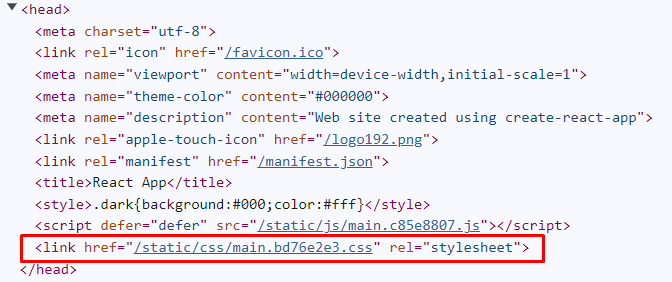 <head>
<meta charset="utf-8">
<link rel="icon" href="/favicon.ico">
<meta name="viewport" content="width=device-width,initial-scale=1">
<meta name="theme-color" content="#000000">
<meta name="description" content="Web site created using create-react-app">
<link rel="apple-touch-icon" href="/logo192.png">
<link rel="manifest" href="/manifest.json">
<title>React App</title>
<style>.dark{background:#000;color:#fff}</style>
<script defer="defer" src="/static/js/main.c85e8807.js"></script>
<link href="/static/css/main.bd76e2e3.css" rel="stylesheet">
</head>